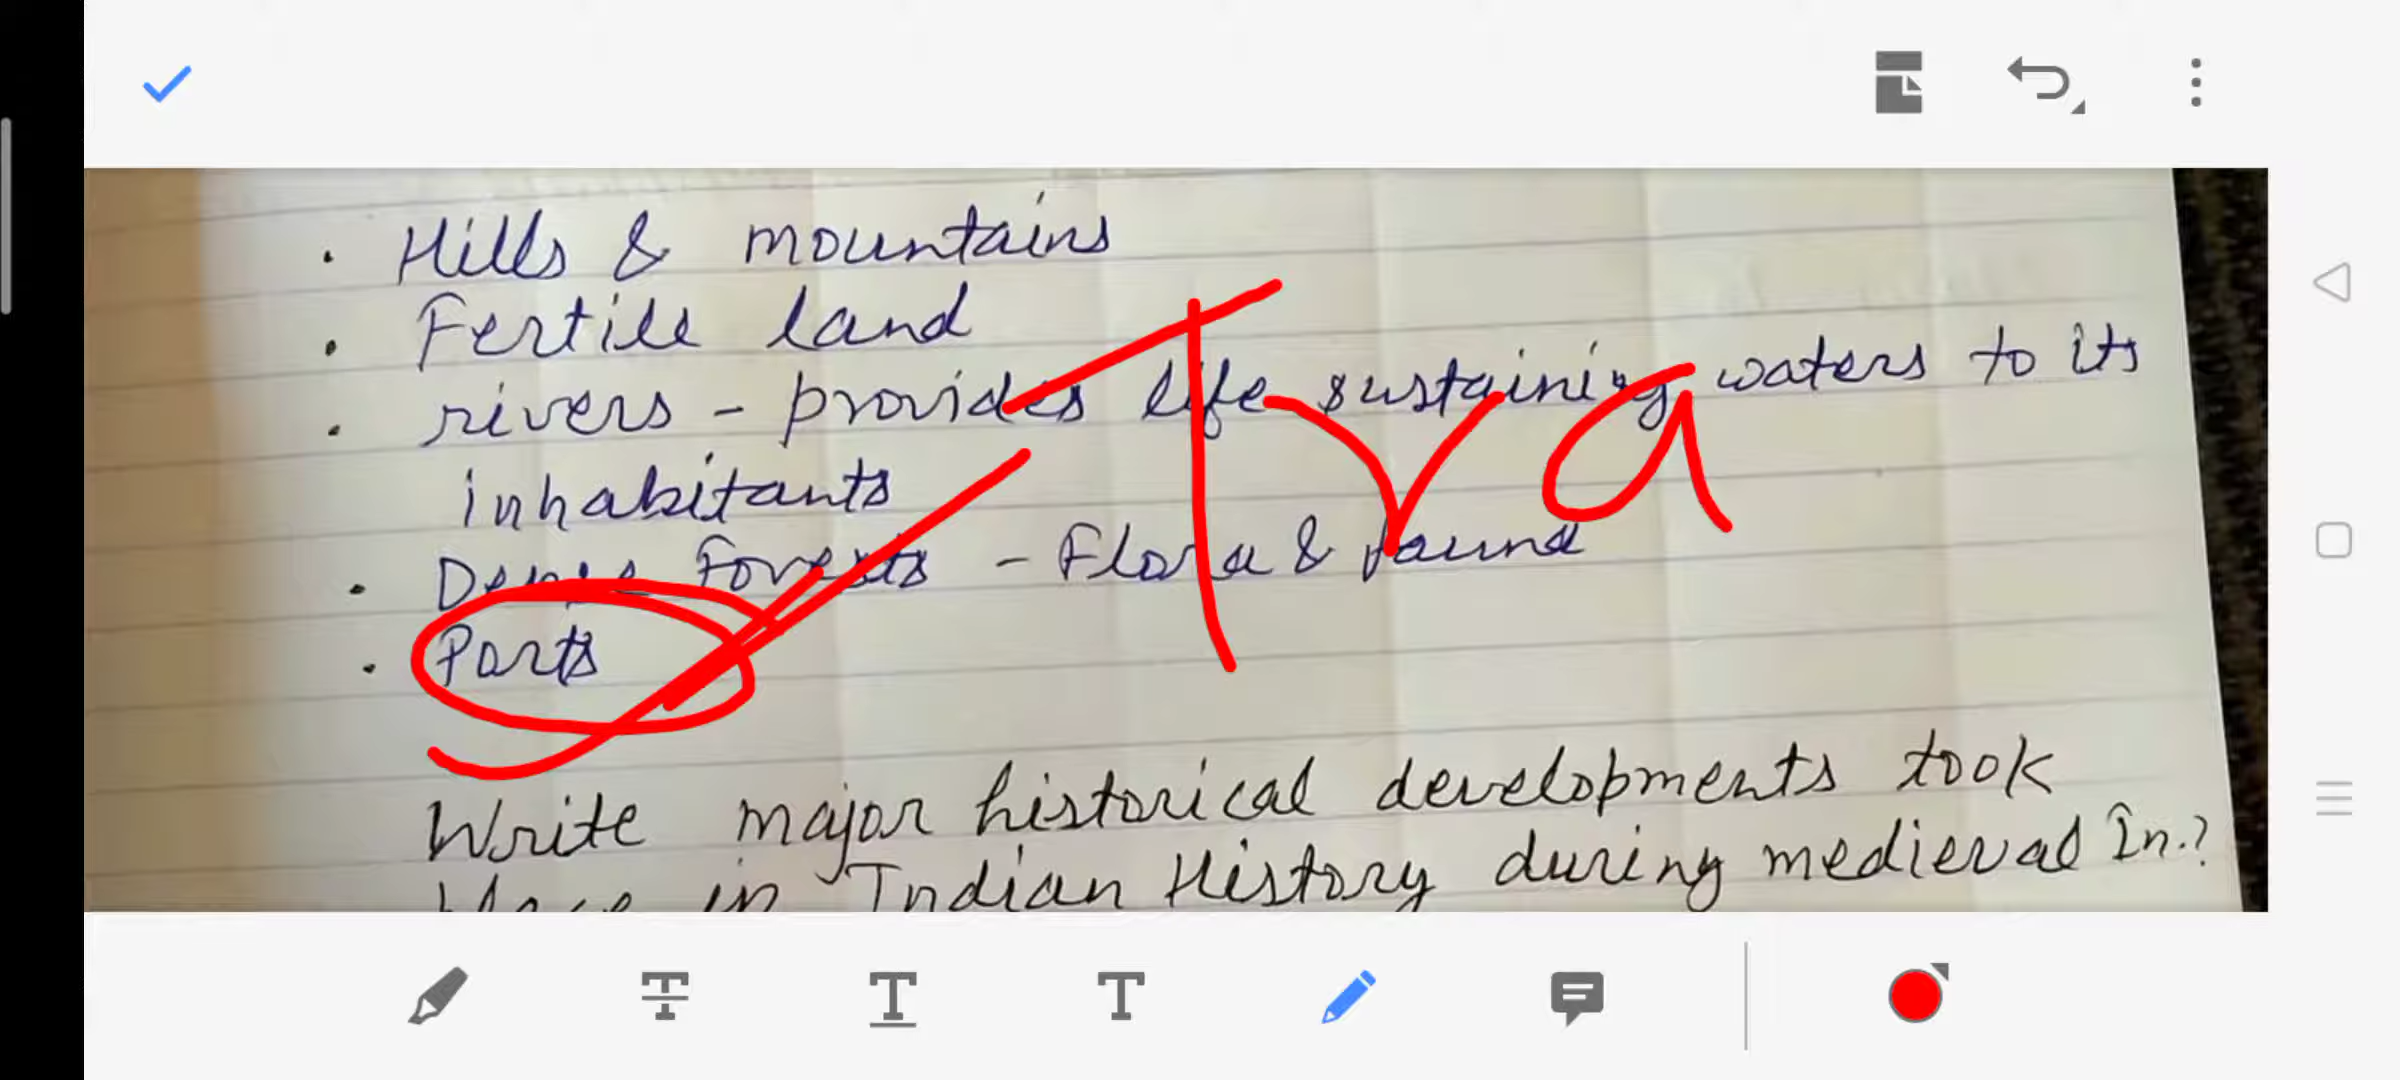 . Hills & mountains
. Fertile land
. rivers - provides life sustaining waters to its
inhabitants
. Dense Forests - Flora & fauna
. Ports
Tra
Write major historical developments took
place in Indian History during medieval In.?